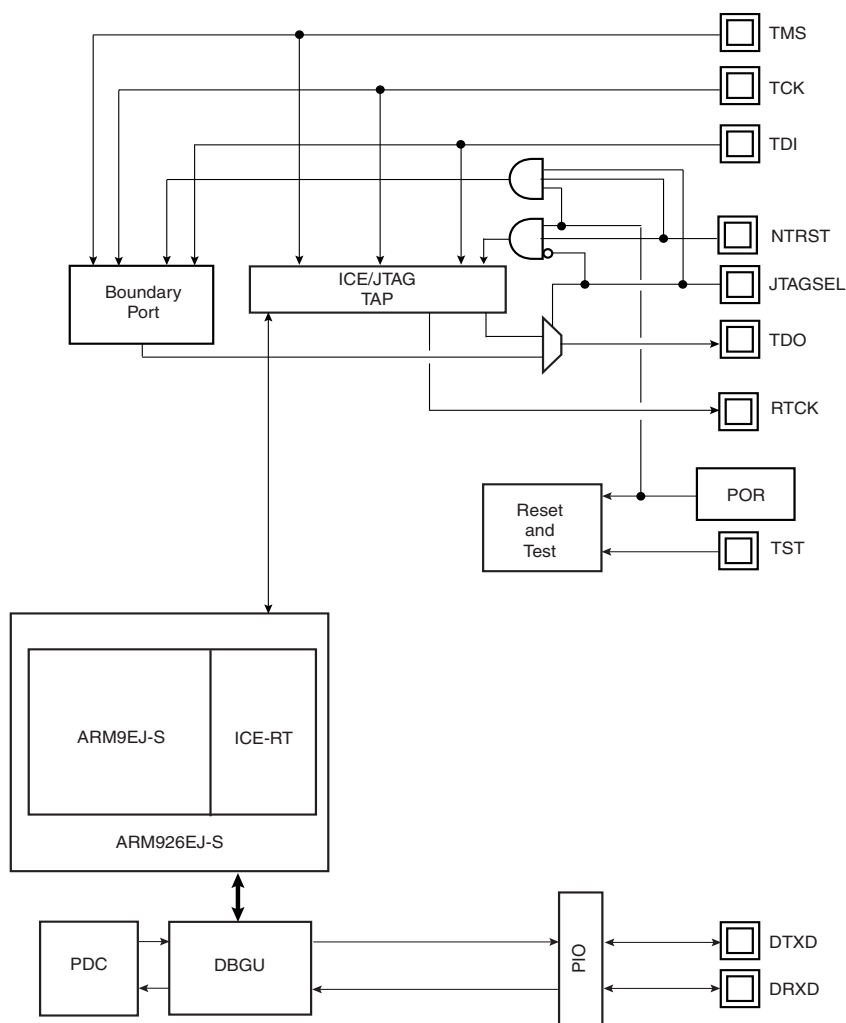 TMS
TCK
TDI
NTRST
JTAGSEL
Boundary
Port
ICE/JTAG
TAP
TDO
RTCK
POR
Reset
and
Test
TST
ARM9EJ-S
ICE-RT
ARM926EJ-S
PDC
DBGU
PIO
DTXD
DRXD